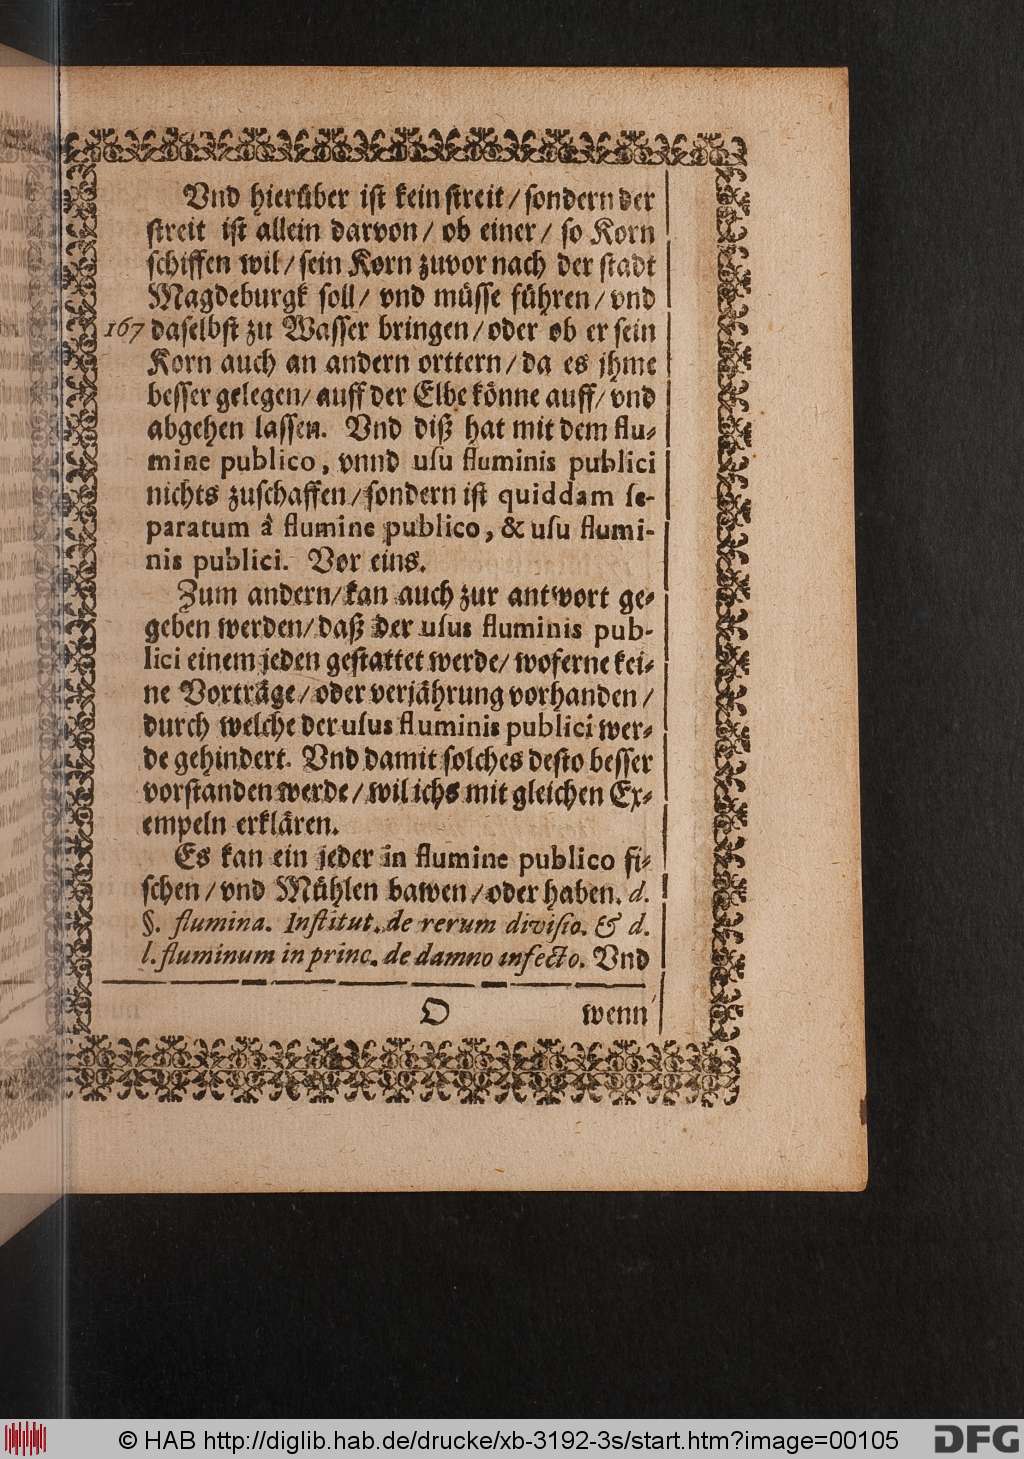 Vnd hierüber ist kein streit / sondern der
streit ist allein darvon / ob einer / so Korn
schiffen wil / sein Korn zuvor nach der stadt
Magdeburgk soll / vnd müsse führen / vnd
167 daselbst zu Wasser bringen / oder ob er sein
Korn auch an andern orttern / da es jhme
besser gelegen / auff der Elbe könne auff / vnd
abgehen lassen. Vnd diß hat mit dem flu-
mine publico, vnnd uſu fluminis publici
nichts zuschaffen / sondern ist quiddam ſe-
paratum â flumine publico, & uſu flumi-
nis publici. Vor eins.
Zum andern / kan auch zur antwort ge-
geben werden / daß der uſus fluminis pub-
lici einem jeden gestattet werde / woferne kei-
ne Vorträge / oder verjährung vorhanden /
durch welche der uſus fluminis publici wer-
de gehindert. Vnd damit solches desto besser
vorstanden werde / wil ichs mit gleichen Ex-
empeln erklären.
Es kan ein jeder in flumine publico fi-
schen / vnd Mühlen bawen / oder haben. d.
§. flumina. Inſtitut. de rerum diviſio. & d.
l. fluminum in princ. de damno infecto. Vnd
O wenn
© HAB http://diglib.hab.de/drucke/xb-3192-3s/start.htm?image=00105
DFG